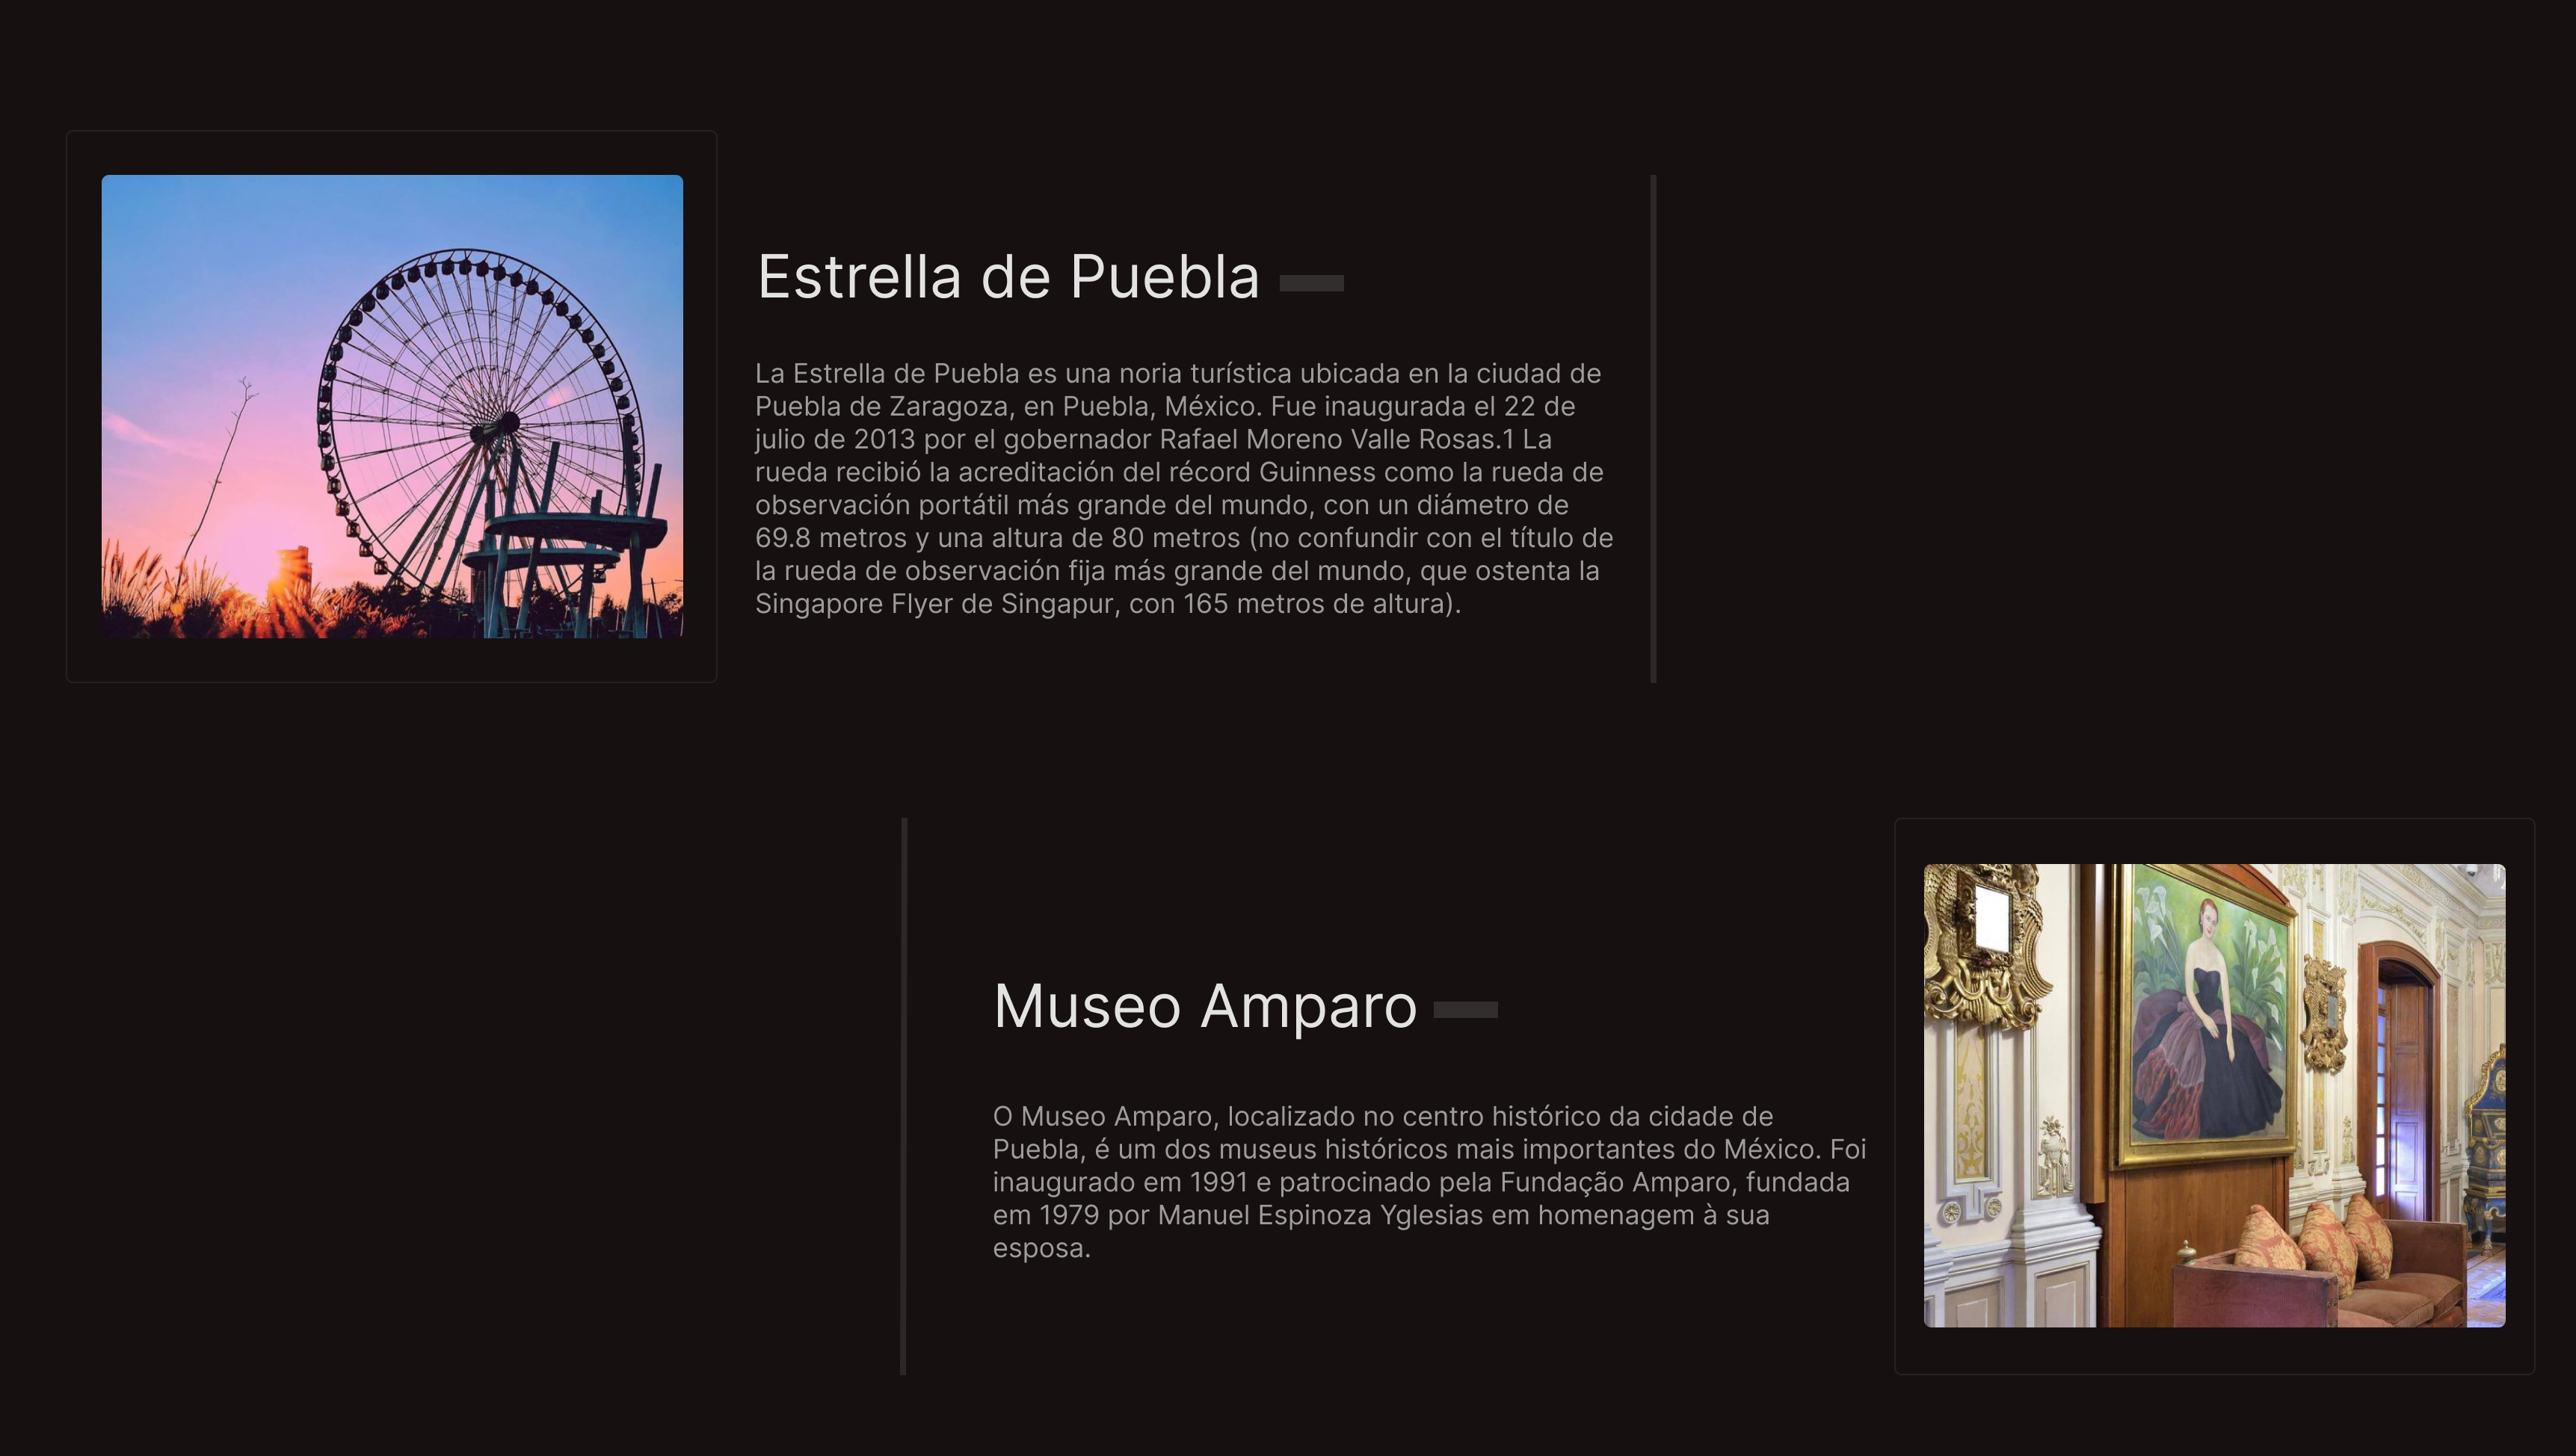 Estrella de Puebla
La Estrella de Puebla es una noria turística ubicada en la ciudad de
Puebla de Zaragoza, en Puebla, México. Fue inaugurada el 22 de
julio de 2013 por el gobernador Rafael Moreno Valle Rosas.1 La
rueda recibió la acreditación del récord Guinness como la rueda de
observación portátil más grande del mundo, con un diámetro de
69.8 metros y una altura de 80 metros (no confundir con el título de
la rueda de observación fija más grande del mundo, que ostenta la
Singapore Flyer de Singapur, con 165 metros de altura).
Museo Amparo
O Museo Amparo, localizado no centro histórico da cidade de
Puebla, é um dos museus históricos mais importantes do México. Foi
inaugurado em 1991 e patrocinado pela Fundação Amparo, fundada
em 1979 por Manuel Espinoza Yglesias em homenagem à sua
esposa.